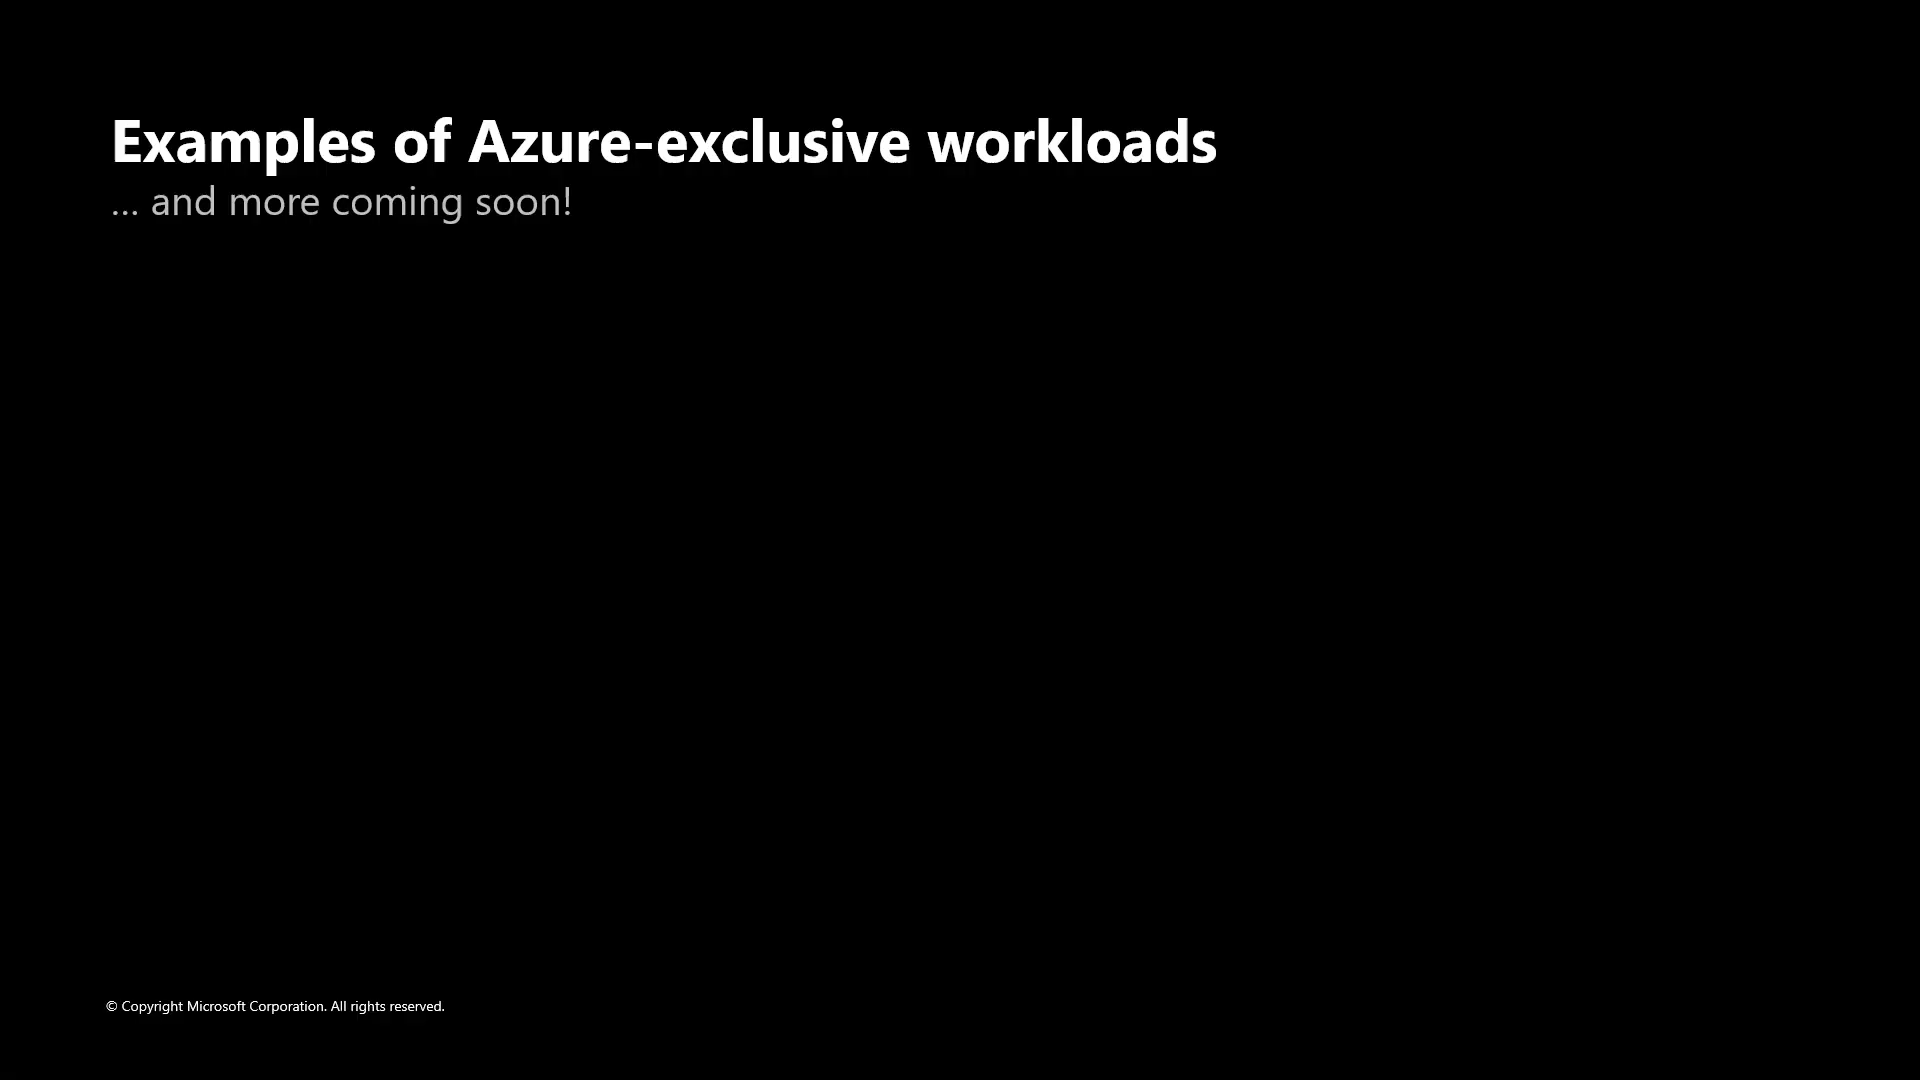 Examples of Azure-exclusive workloads
... and more coming soon!
© Copyright Microsoft Corporation. All rights reserved.